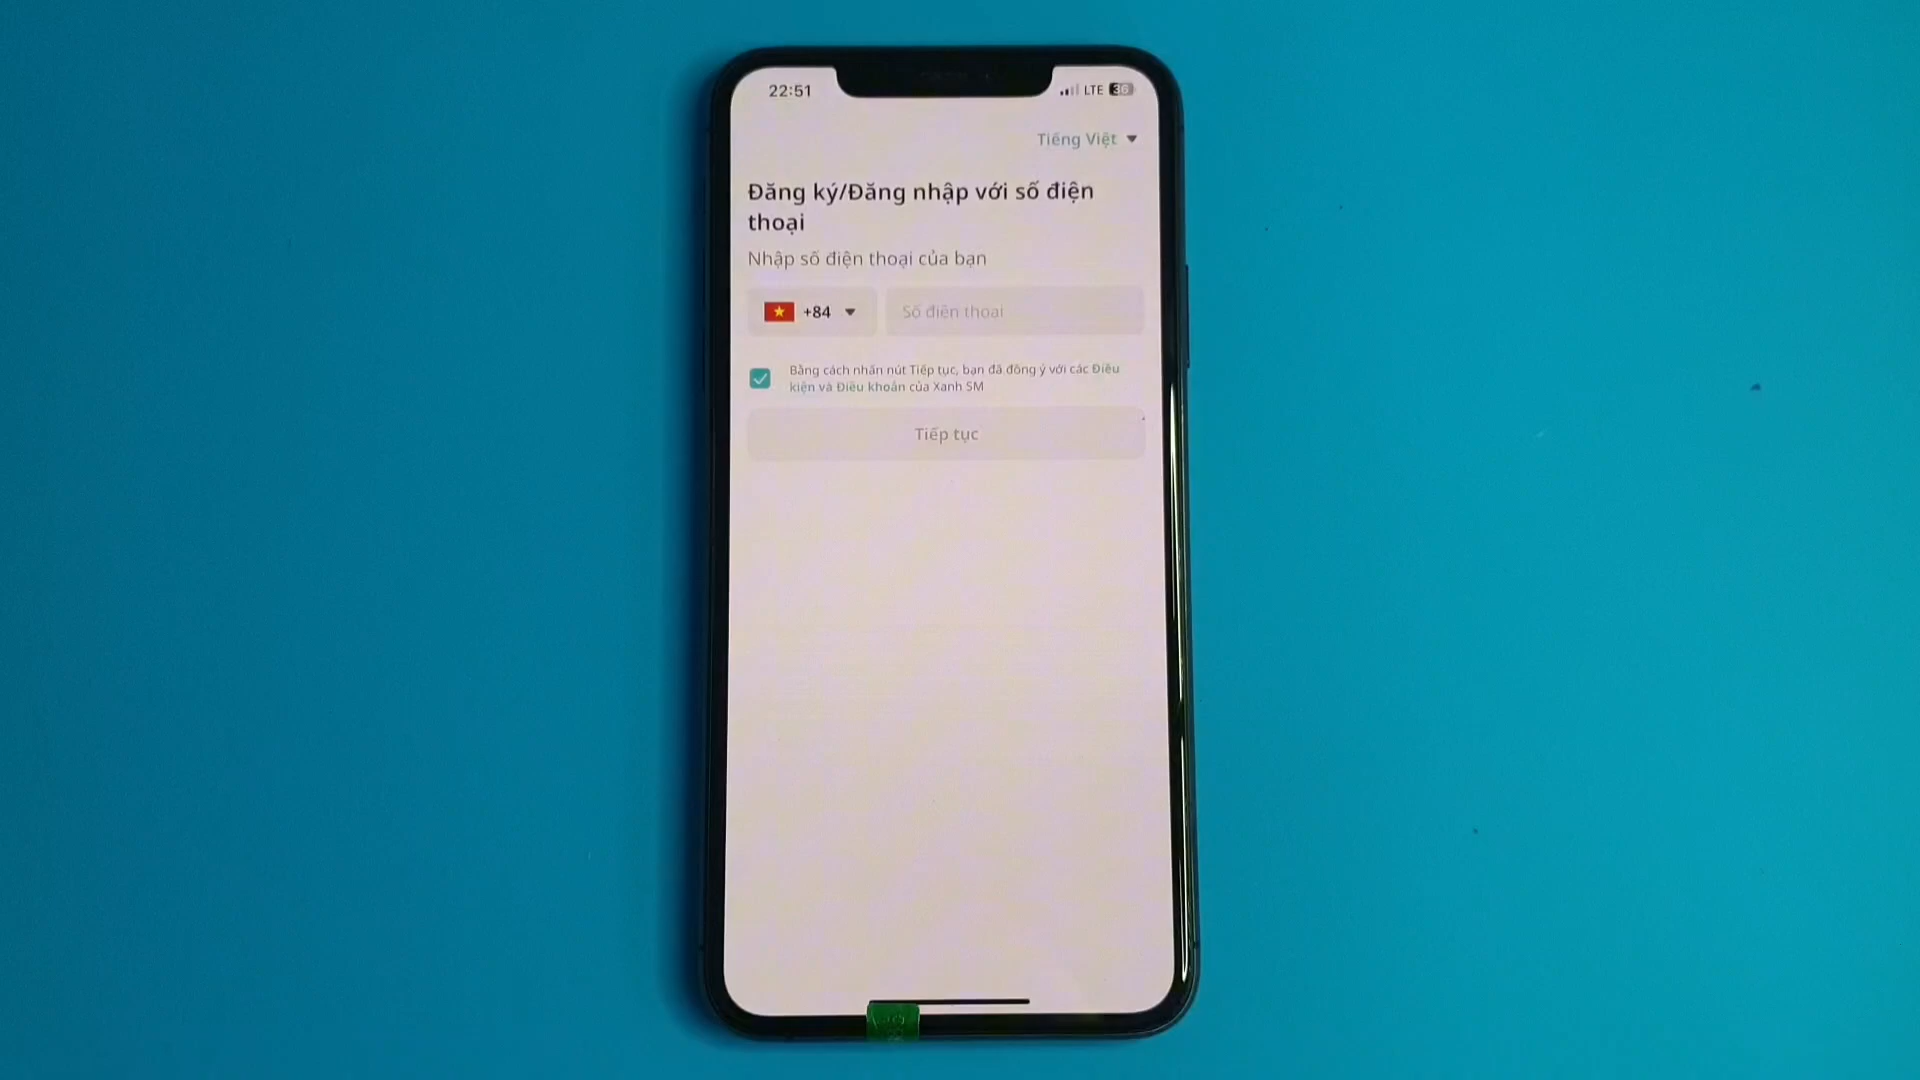 22:51
LTE 36
Tiếng Việt
Đăng ký/Đăng nhập với số điện
thoại
Nhập số điện thoại của bạn
+84
Số điện thoại
Bằng cách nhấn nút Tiếp tục, bạn đã đồng ý với các Điều
kiện và Điều khoản của Xanh SM
Tiếp tục